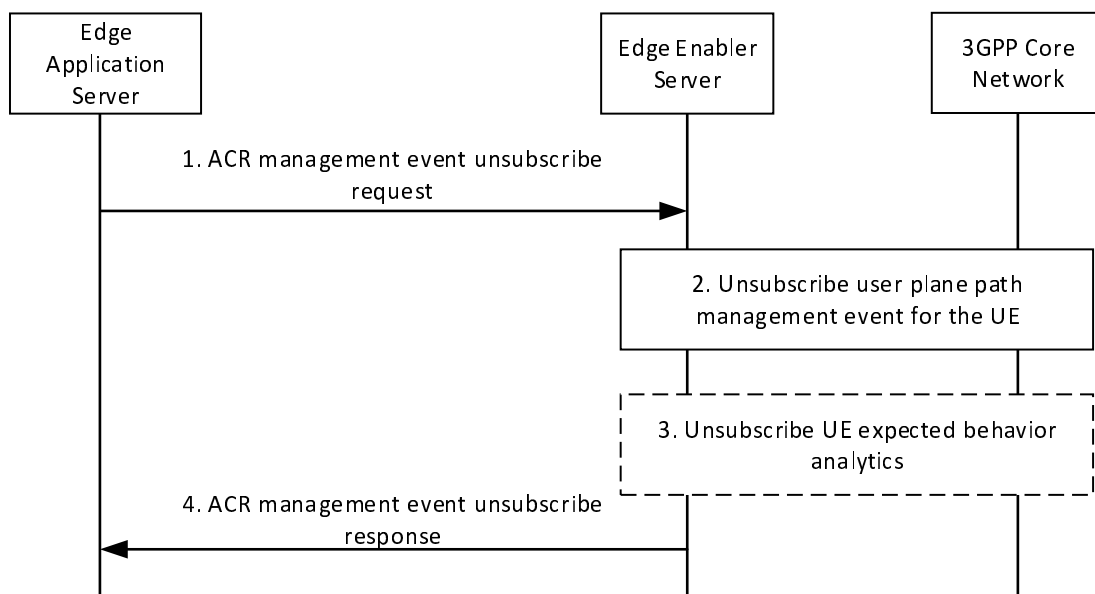 Edge
Application
Server
Edge Enabler
Server
3GPP Core
Network
1. ACR management event unsubscribe
request
2. Unsubscribe user plane path
management event for the UE
3. Unsubscribe UE expected behavior
analytics
4. ACR management event unsubscribe
response